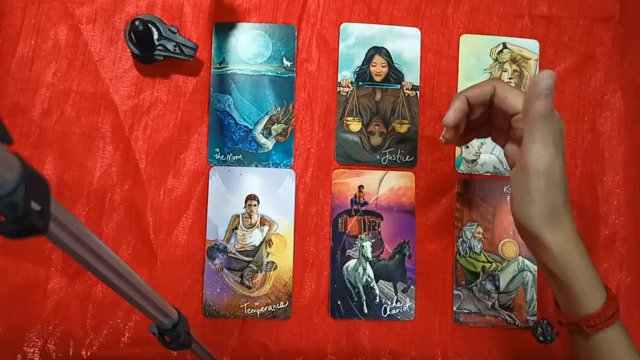 the Moon
Justice
Temperance
the
Chariot